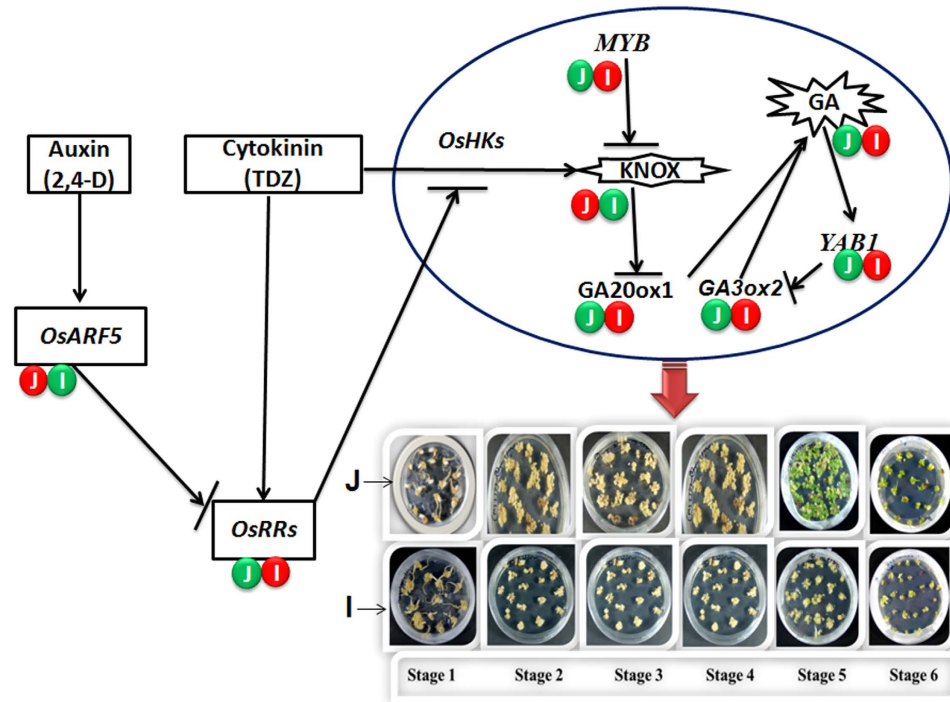 MYB
J I
GA
J I
Auxin
(2,4-D)
Cytokinin
(TDZ)
OsHKs
KNOX
J I
YAB1
J I
GA20ox1
J I
GA3ox2
J I
OsARF5
J I
OsRRs
J I
J
I
Stage 1 Stage 2 Stage 3 Stage 4 Stage 5 Stage 6